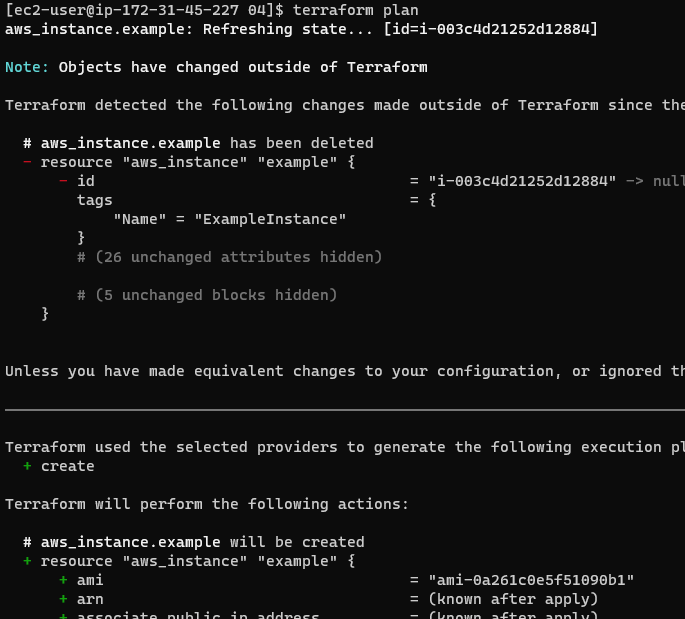 [ec2-user@ip-172-31-45-227 04]$ terraform plan
aws_instance.example: Refreshing state... [id=i-003c4d21252d12884]
Note: Objects have changed outside of Terraform
Terraform detected the following changes made outside of Terraform since the
# aws_instance.example has been deleted
- resource "aws_instance" "example" {
- id = "i-003c4d21252d12884" -> null
tags = {
"Name" = "ExampleInstance"
}
# (26 unchanged attributes hidden)
# (5 unchanged blocks hidden)
}
Unless you have made equivalent changes to your configuration, or ignored th
Terraform used the selected providers to generate the following execution pl
+ create
Terraform will perform the following actions:
# aws_instance.example will be created
+ resource "aws_instance" "example" {
+ ami = "ami-0a261c0e5f51090b1"
+ arn = (known after apply)
+ associate_public_ip_address = (known after apply)